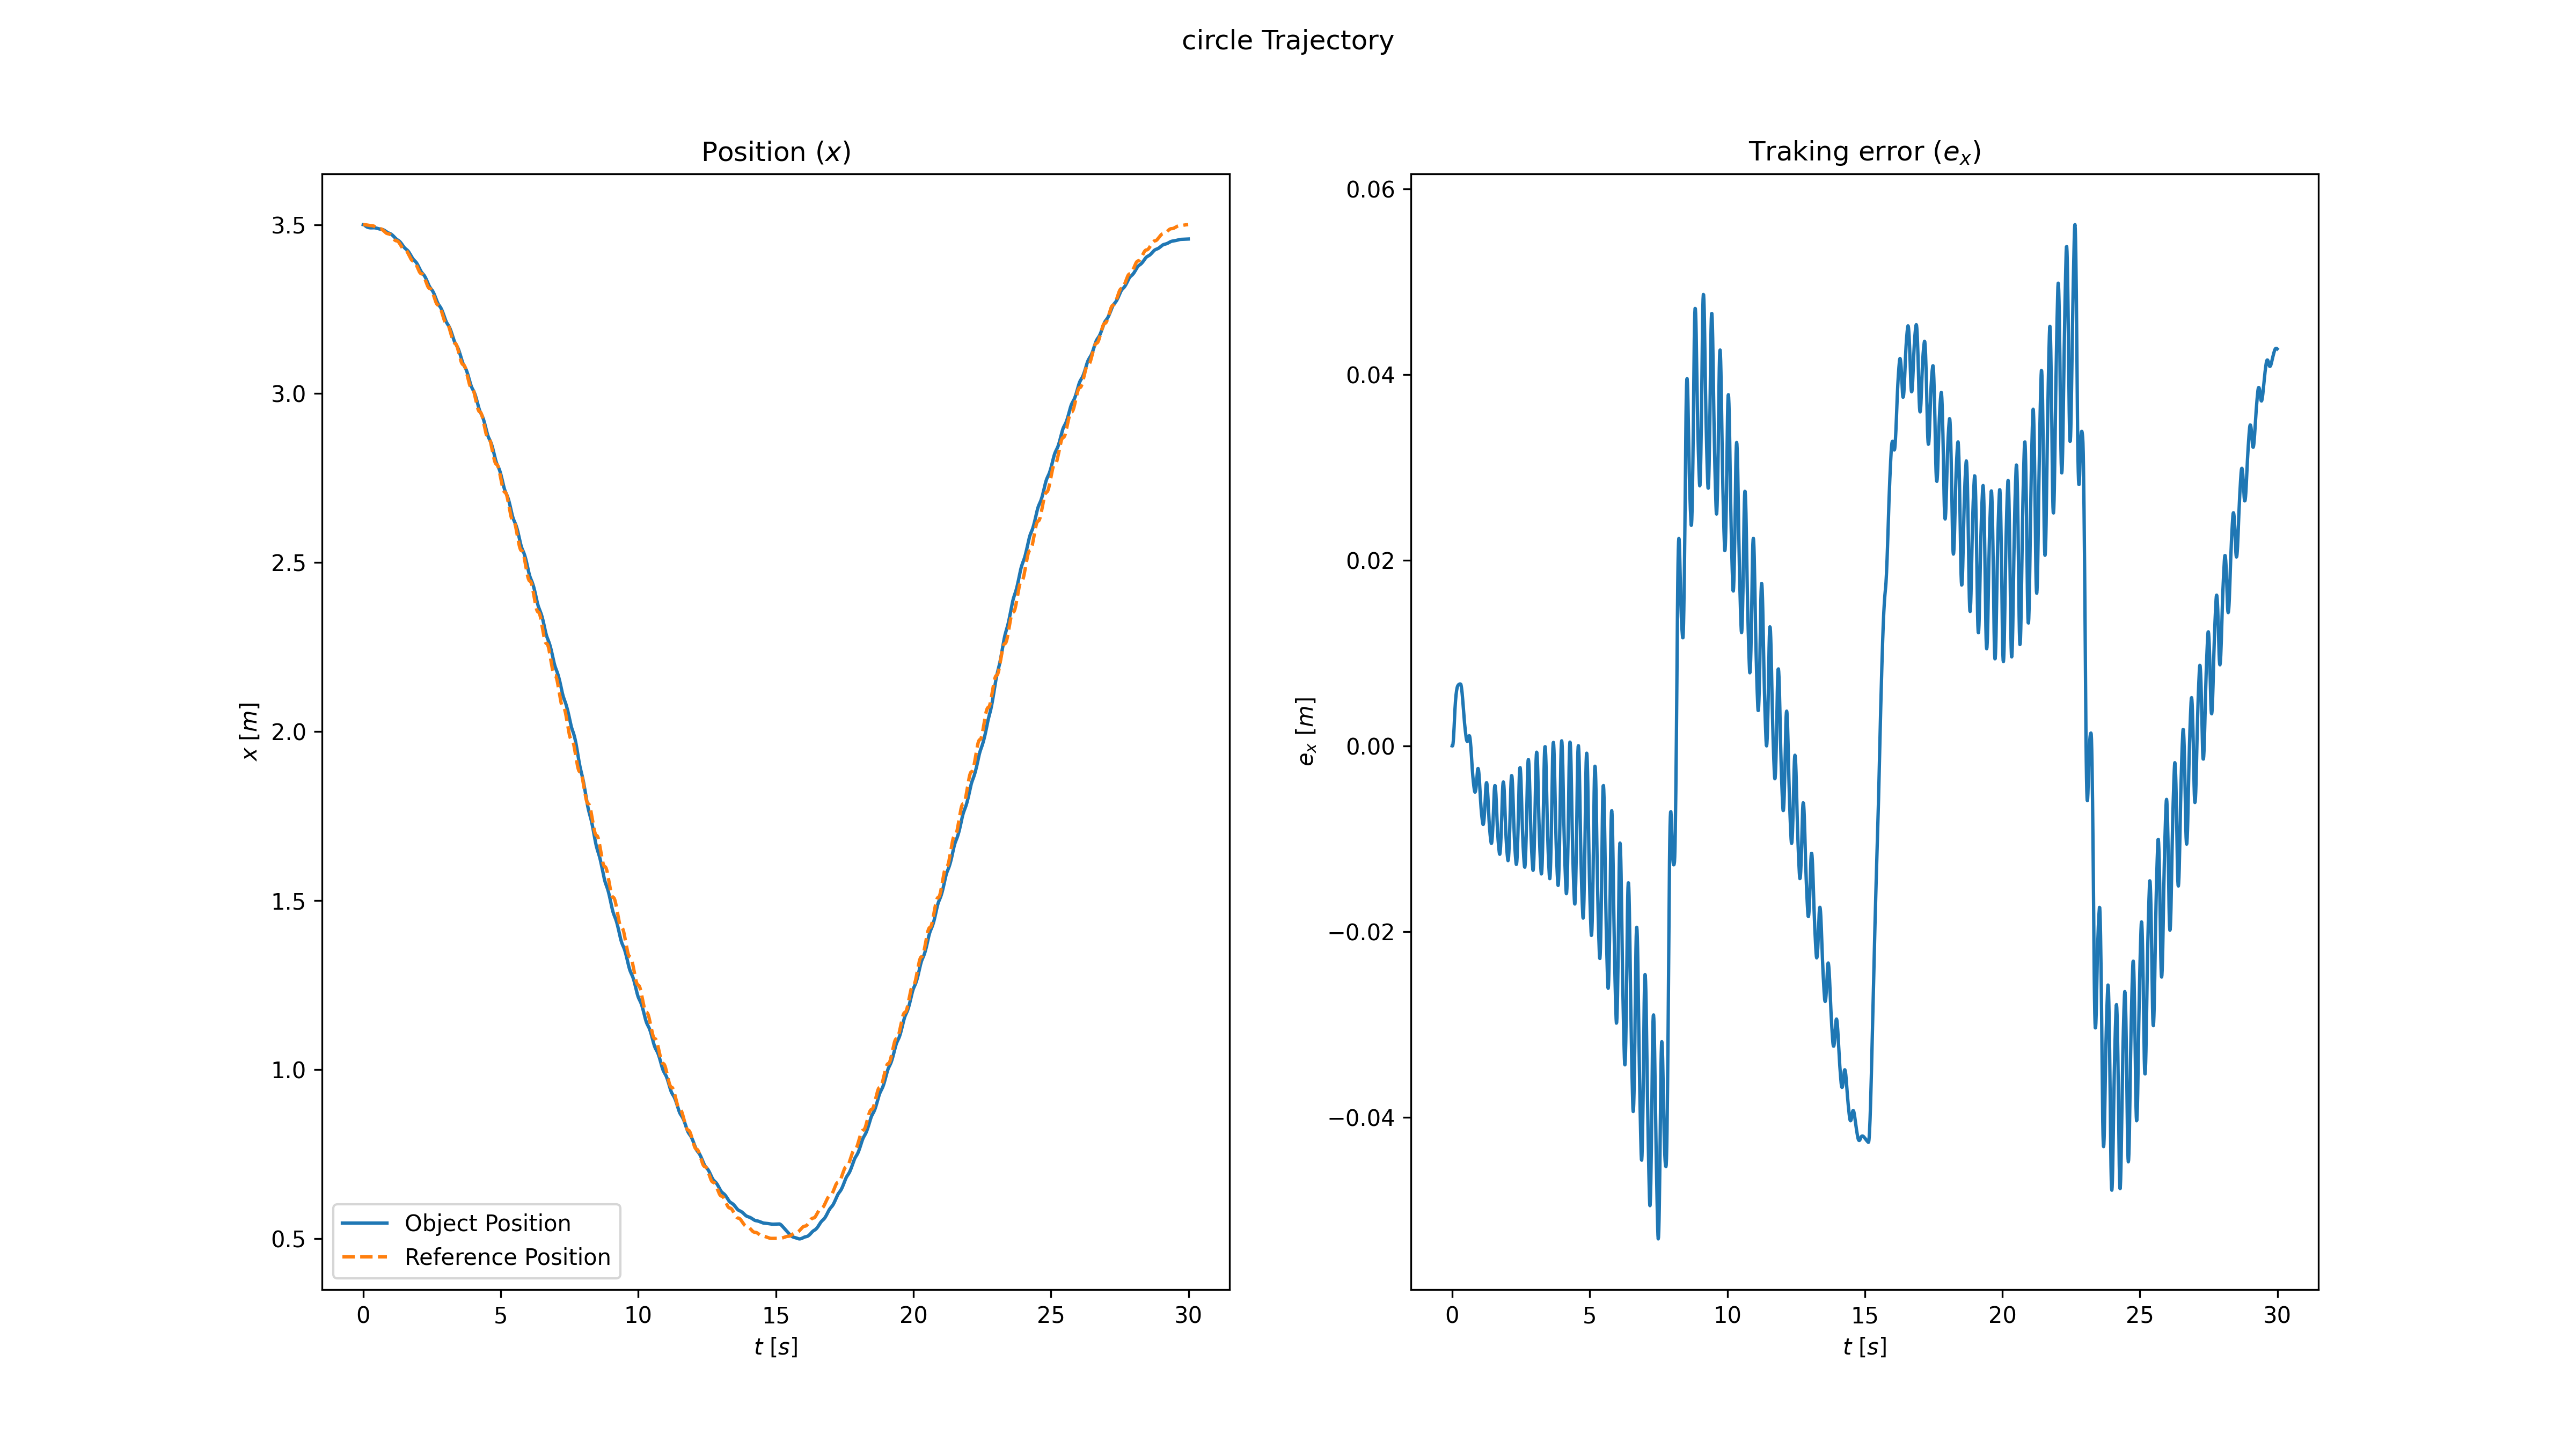 circle Trajectory
Position (x)
3.5
3.0
2.5
2.0
1.5
1.0
0.5
x [m]
Object Position
Reference Position
0 5 10 15 20 25 30
t [s]
Traking error (eₓ)
0.06
0.04
0.02
0.00
−0.02
−0.04
eₓ [m]
0 5 10 15 20 25 30
t [s]